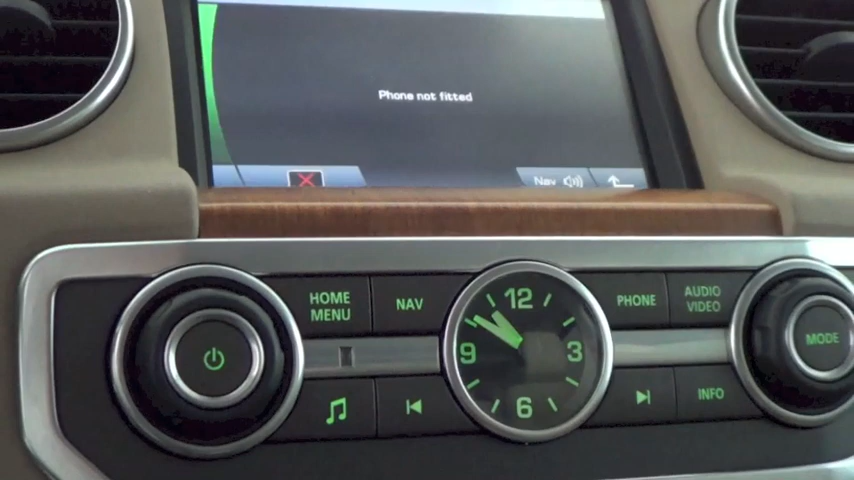 Phone not fitted
Nav
HOME
MENU
NAV
12
3
6
9
PHONE
AUDIO
VIDEO
MODE
INFO